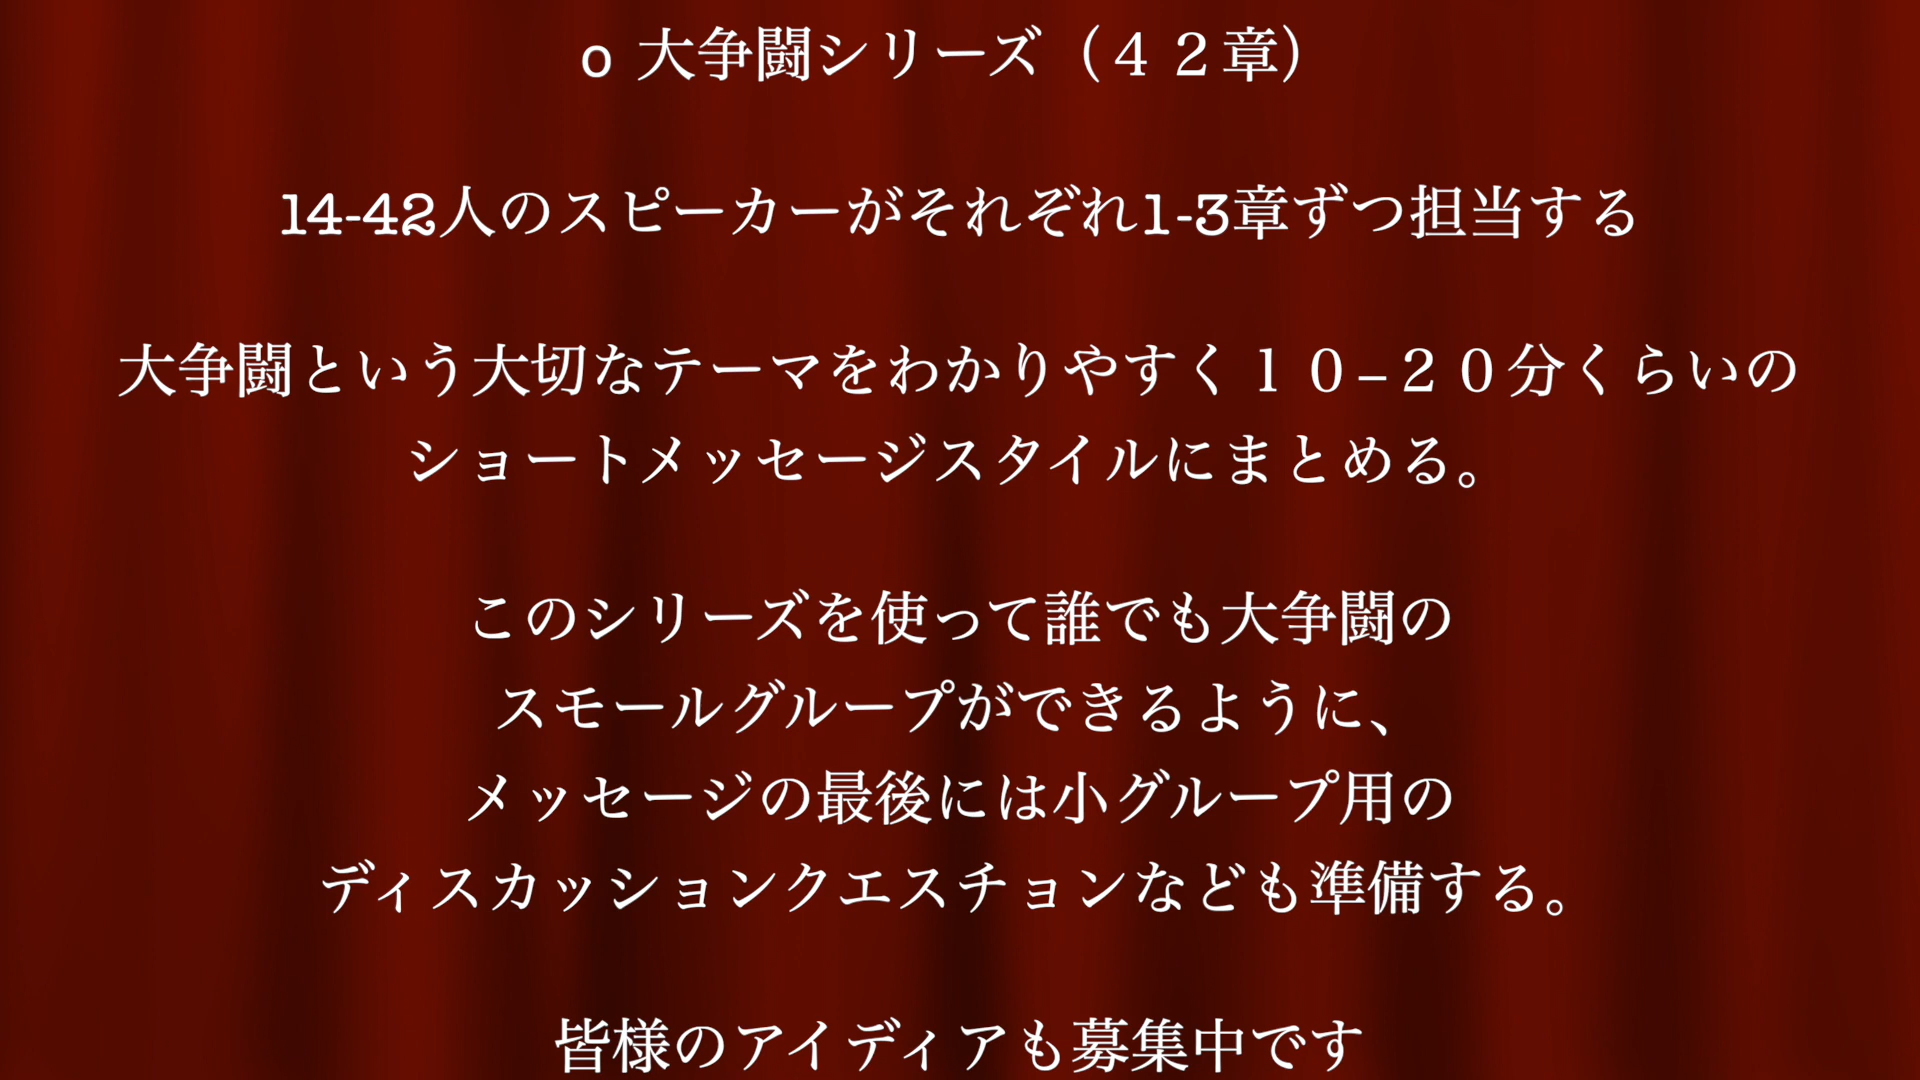 o 大争闘シリーズ（４２章）
14-42人のスピーカーがそれぞれ1-3章ずつ担当する
大争闘という大切なテーマをわかりやすく１０−２０分くらいの
ショートメッセージスタイルにまとめる。
このシリーズを使って誰でも大争闘の
スモールグループができるように、
メッセージの最後には小グループ用の
ディスカッションクエスチョンなども準備する。
皆様のアイディアも募集中です